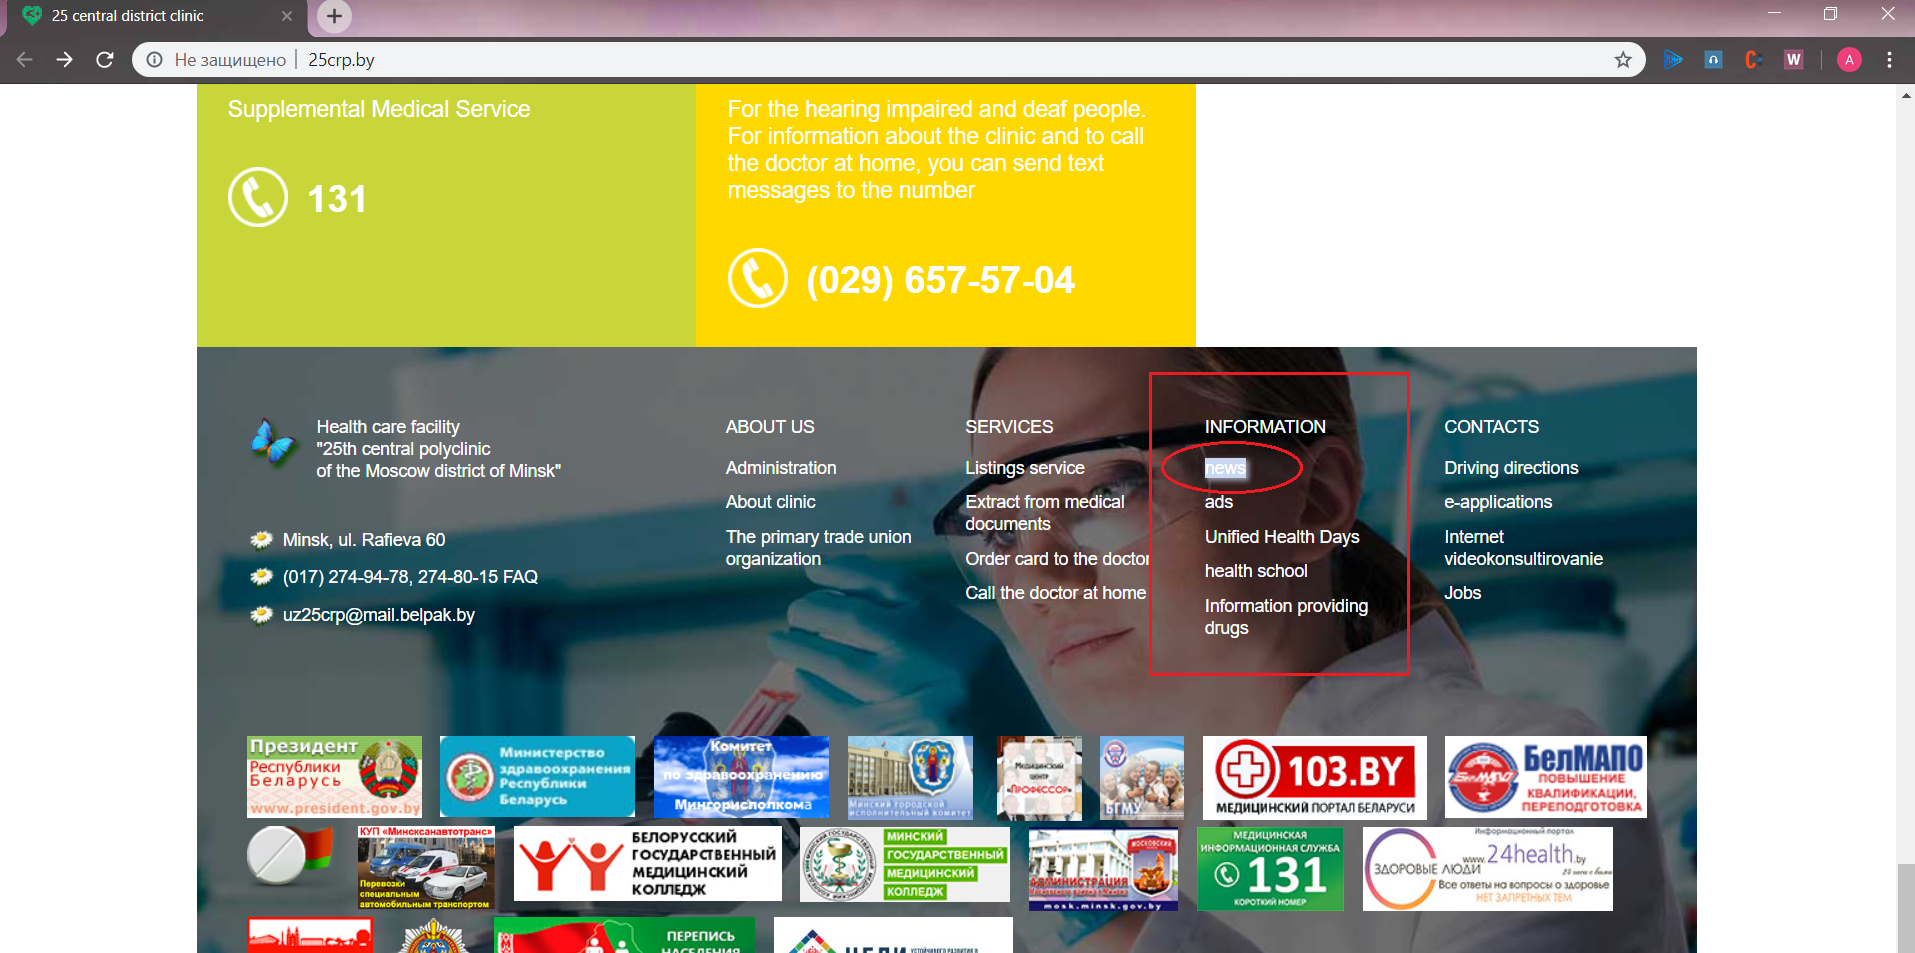 25 central district clinic
Не защищено
25crp.by
W
A
Supplemental Medical Service
131
For the hearing impaired and deaf people.
For information about the clinic and to call
the doctor at home, you can send text
messages to the number
(029) 657-57-04
Health care facility
"25th central polyclinic
of the Moscow district of Minsk"
Minsk, ul. Rafieva 60
(017) 274-94-78, 274-80-15 FAQ
uz25crp@mail.belpak.by
ABOUT US
Administration
About clinic
The primary trade union
organization
SERVICES
Listings service
Extract from medical
documents
Order card to the doctor
Call the doctor at home
INFORMATION
news
ads
Unified Health Days
health school
Information providing
drugs
CONTACTS
Driving directions
e-applications
Internet
videokonsultirovanie
Jobs
Президент
Республики
Беларусь
www.president.gov.by
Министерство
здравоохранения
Республики
Беларусь
Комитет
по здравоохранению
Мингорисполкома
Минский городской
исполнительный комитет
Медицинский
центр
«Профессор»
БГМУ
103.BY
МЕДИЦИНСКИЙ ПОРТАЛ БЕЛАРУСИ
БелМАПО
БелМАПО
ПОВЫШЕНИЕ
КВАЛИФИКАЦИИ,
ПЕРЕПОДГОТОВКА
КУП «Минсксанавтотранс»
Перевозки
специальным
автомобильным транспортом
БЕЛОРУССКИЙ
ГОСУДАРСТВЕННЫЙ
МЕДИЦИНСКИЙ
КОЛЛЕДЖ
МИНСКИЙ
ГОСУДАРСТВЕННЫЙ
МЕДИЦИНСКИЙ
КОЛЛЕДЖ
АДМИНИСТРАЦИЯ
mosk.minsk.gov.by
МЕДИЦИНСКАЯ
ИНФОРМАЦИОННАЯ СЛУЖБА
131
КОРОТКИЙ НОМЕР
Информационный портал
www.24health.by
ЗДОРОВЫЕ ЛЮДИ
24 часа с вами
Все ответы на вопросы о здоровье
НЕТ ЗАПРЕТНЫХ ТЕМ
ПЕРЕПИСЬ
НАСЕЛЕНИЯ
ЦЕЛИ